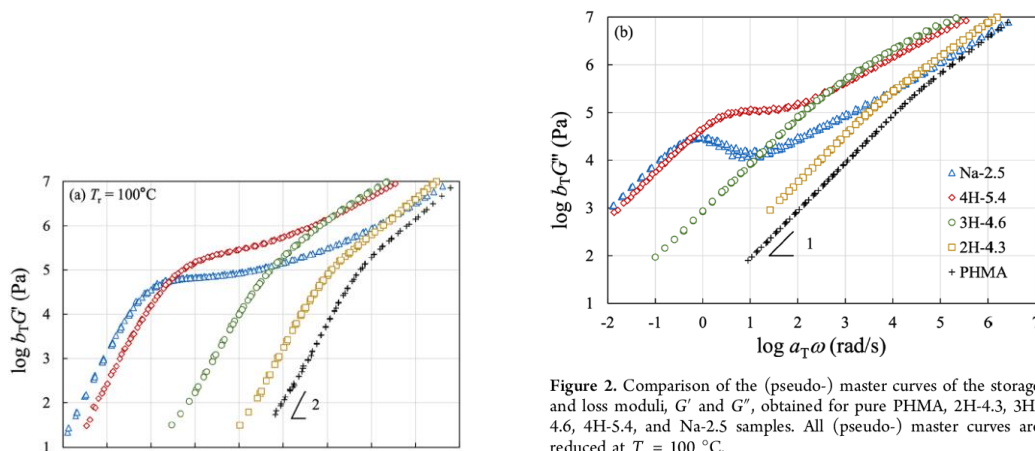 (a) Tr = 100°C
7
6
5
4
3
2
1
log bTG′ (Pa)
2
(b)
7
6
5
4
3
2
1
log bTG″ (Pa)
Na-2.5
4H-5.4
3H-4.6
2H-4.3
PHMA
1
-2 -1 0 1 2 3 4 5 6 7
log aTω (rad/s)
Figure 2. Comparison of the (pseudo-) master curves of the storage
and loss moduli, G′ and G″, obtained for pure PHMA, 2H-4.3, 3H-
4.6, 4H-5.4, and Na-2.5 samples. All (pseudo-) master curves are
reduced at T = 100 °C.